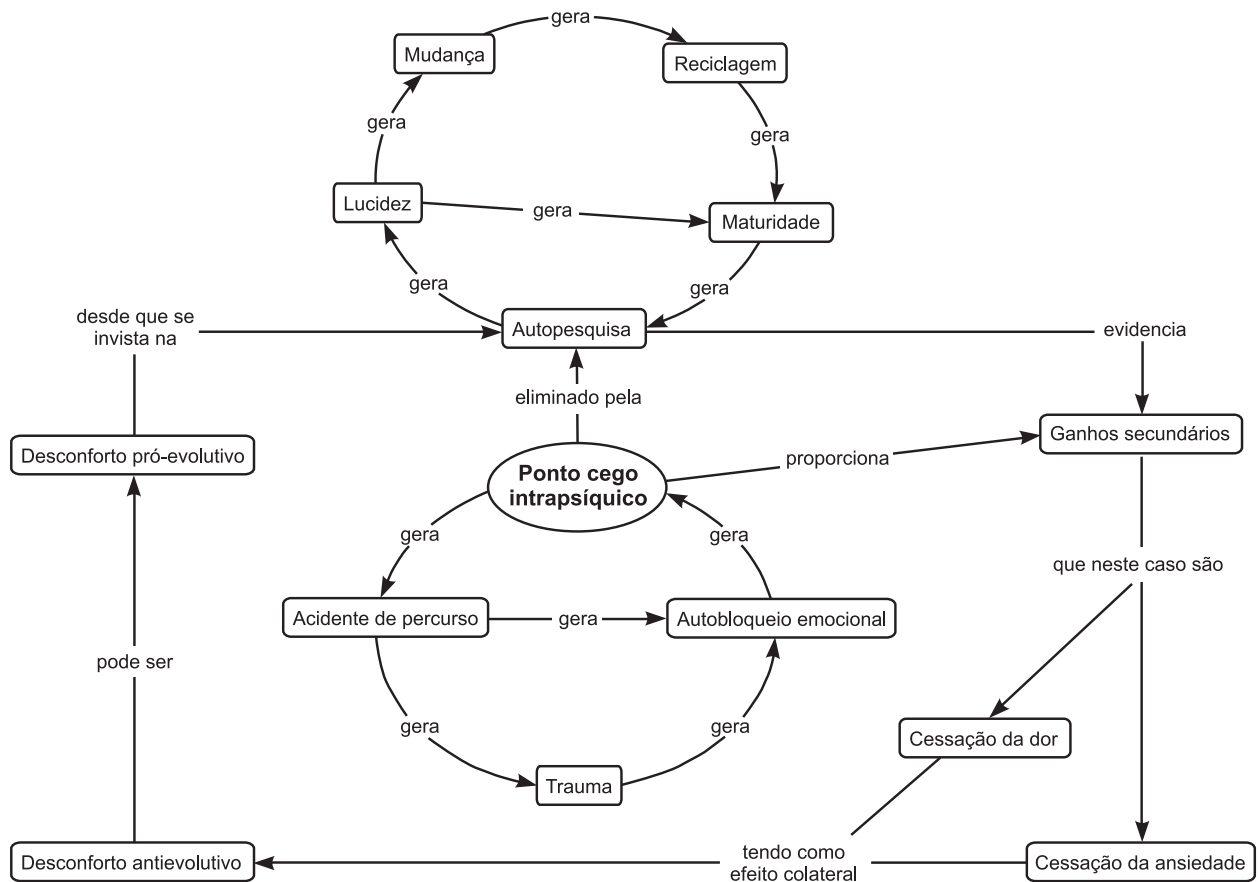 gera
Mudança
Reciclagem
gera
gera
Lucidez
gera
Maturidade
gera
gera
desde que se
invista na
Autopesquisa
evidencia
eliminado pela
Ganhos secundários
Desconforto pró-evolutivo
proporciona
Ponto cego
intrapsíquico
gera
gera
que neste caso são
Acidente de percurso
gera
Autobloqueio emocional
pode ser
gera
gera
Cessação da dor
Trauma
tendo como
efeito colateral
Desconforto antievolutivo
Cessação da ansiedade